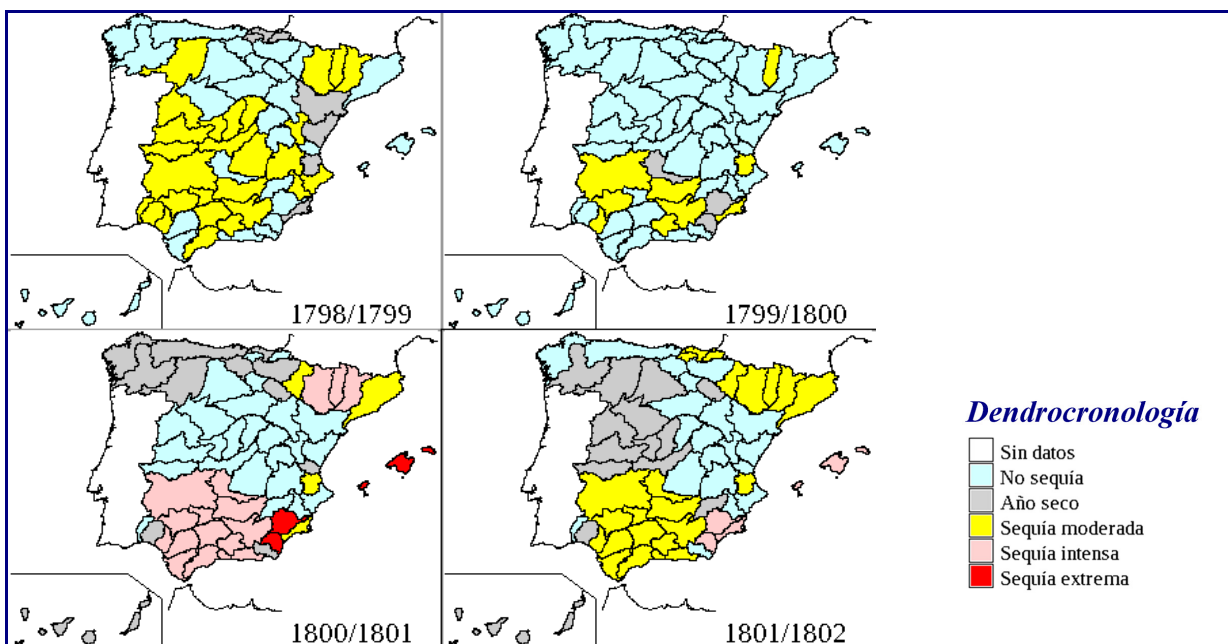 1798/1799
1799/1800
1800/1801
1801/1802
Dendrocronología
Sin datos
No sequía
Año seco
Sequía moderada
Sequía intensa
Sequía extrema